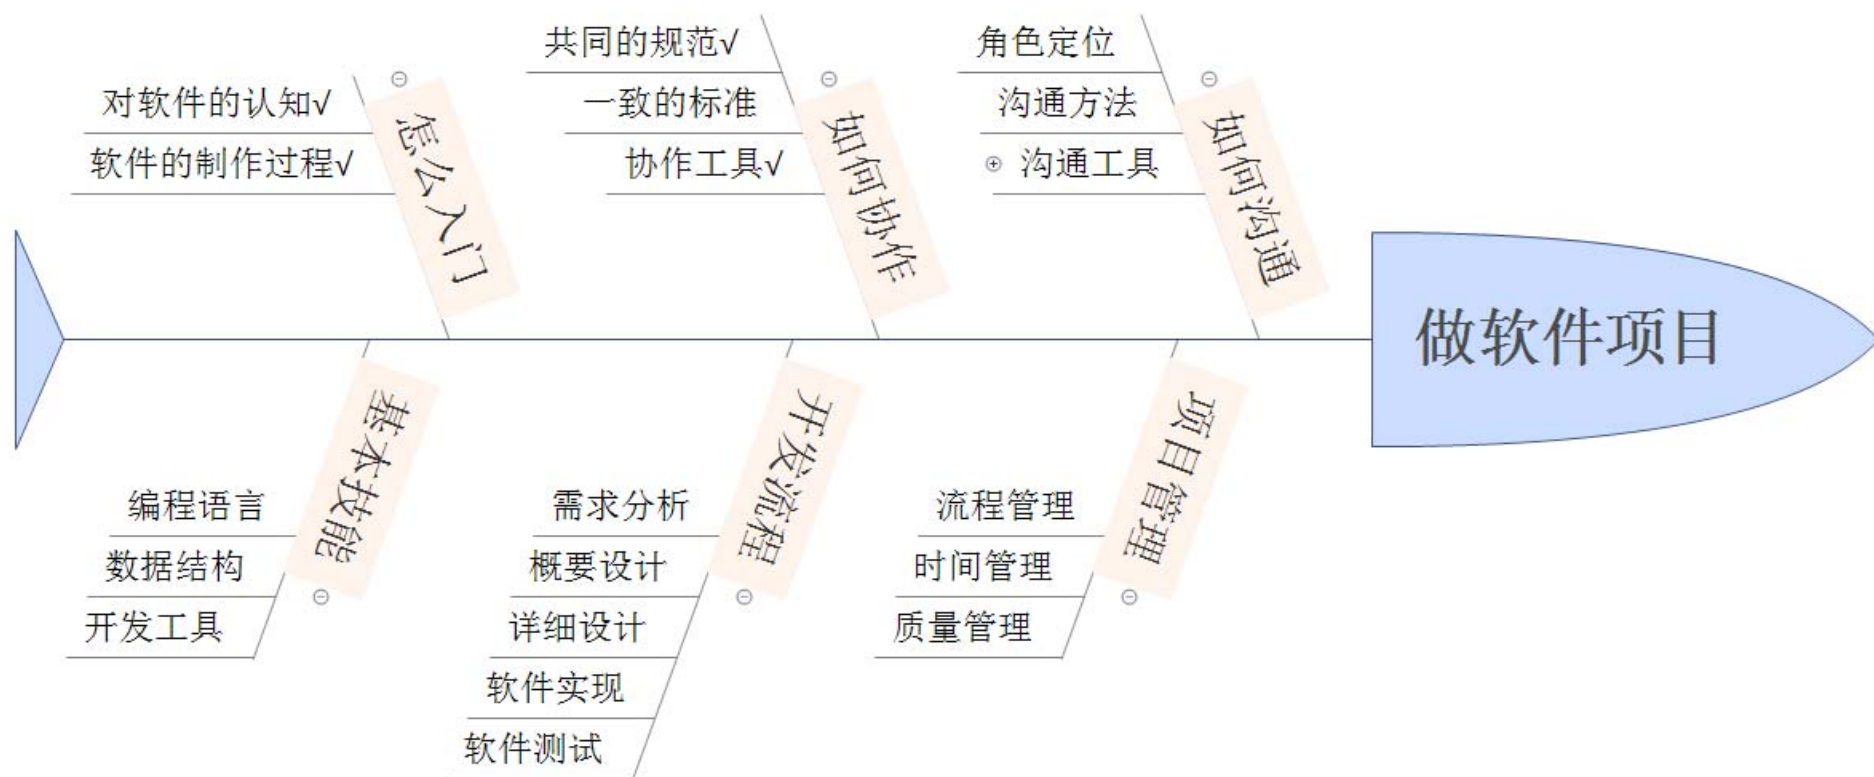 共同的规范√
角色定位
对软件的认知√
一致的标准
沟通方法
软件的制作过程√
协作工具√
沟通工具
怎么入门
如何协作
如何沟通
做软件项目
基本技能
开发流程
项目管理
编程语言
需求分析
流程管理
数据结构
概要设计
时间管理
开发工具
详细设计
质量管理
软件实现
软件测试